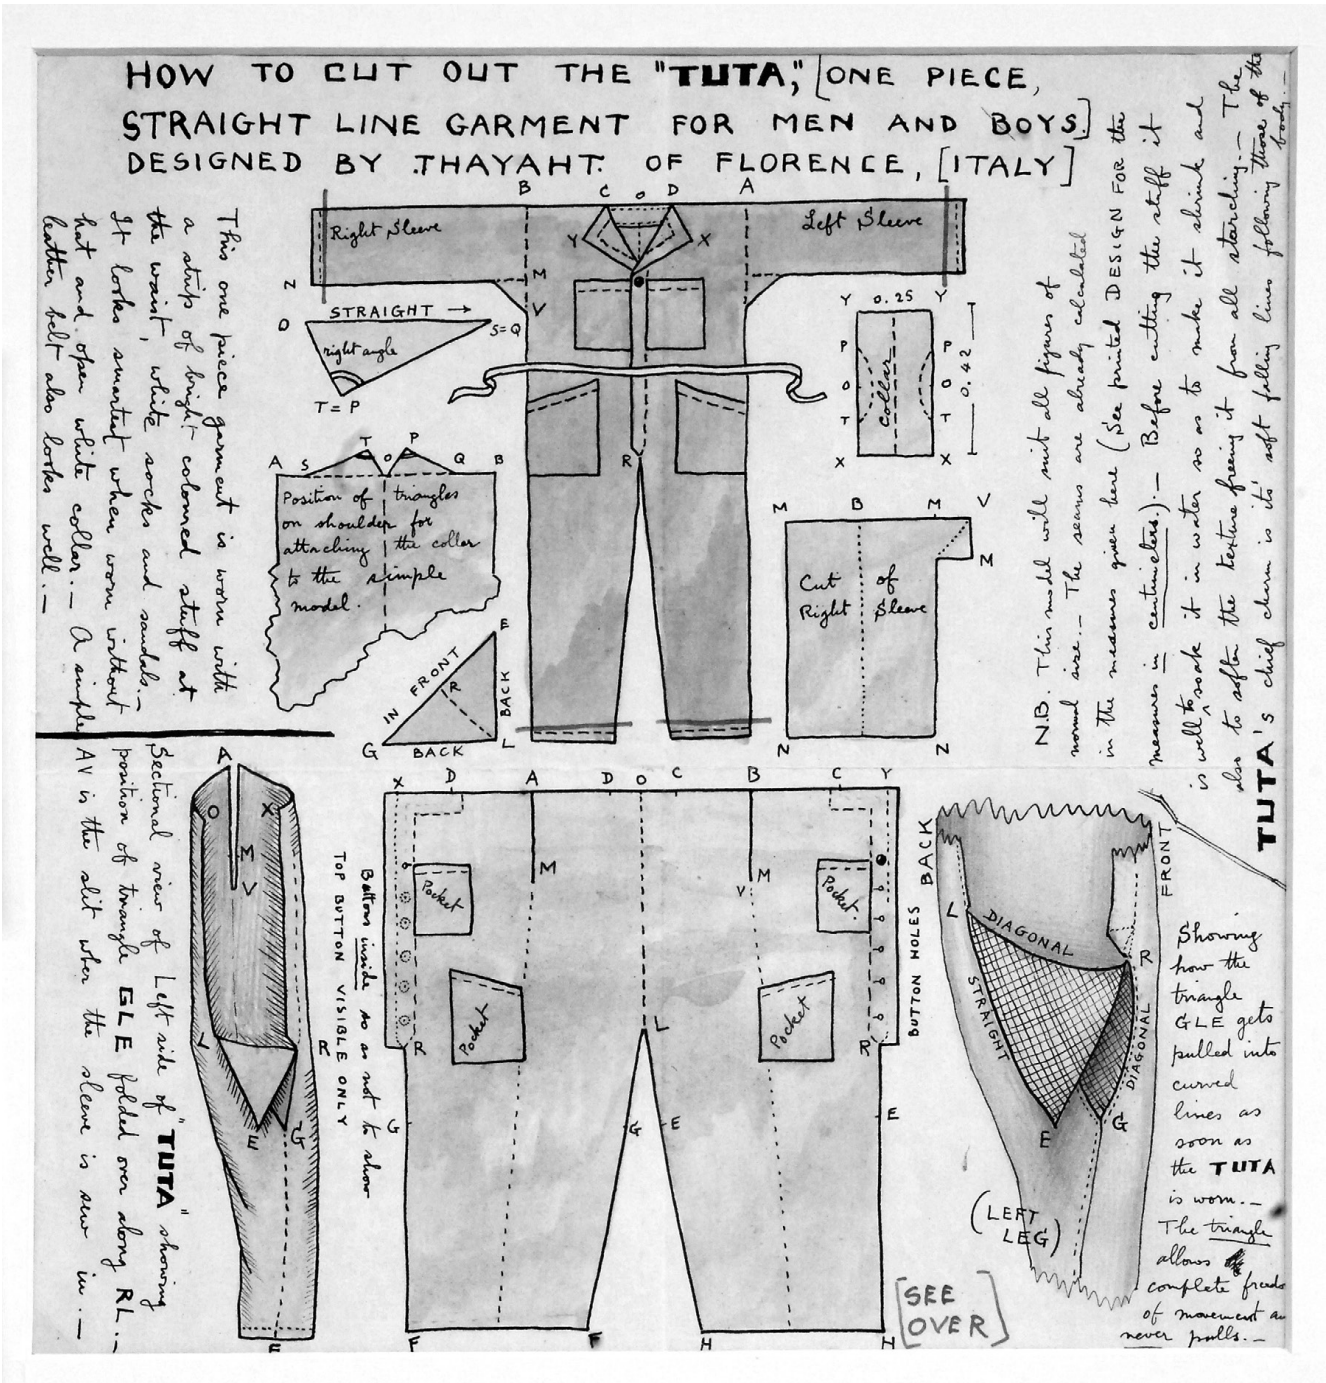 HOW TO CUT OUT THE "TUTA", [ONE PIECE,
STRAIGHT LINE GARMENT FOR MEN AND BOYS.]
DESIGNED BY .THAYAHT. OF FLORENCE, [ITALY]
This one piece garment is worn with
a strip of bright coloured stuff at
the waist, white socks and sandals.—
It looks smartest when worn without
hat and open white collar.— A simple
leather belt also looks well.—
B C O D A
Right Sleeve
Left Sleeve
Y X
N M V
R
STRAIGHT →
Q S=Q
right angle
T=P
Y 0.25 Y
P P
O O
T T
X X
Collar
0.42
A S T O P Q B
Position of triangles
on shoulder for
attaching the collar
to the simple
model.
E
IN FRONT
R
BACK
G BACK L
M B M V
M
Cut of
Right Sleeve
N N
N.B. This model will suit all figures of
normal size.— The seams are already calculated
in the measures given here (See printed DESIGN FOR the
measures in centimeters.).— Before cutting the stuff it
is well to soak it in water so as to make it shrink and
also to soften the texture freeing it from all starching.— The
TUTA's chief charm is its' soft falling lines following those of the
body.—
A
O X
M
V
Y R
E G
F
Sectional view of Left side of "TUTA" showing
position of triangle GLE folded over along RL.—
AV is the slit wher the sleeve is sew in.—
Buttons inside so as not to show
TOP BUTTON VISIBLE ONLY
X D A D O C B C Y
M V M
Pocket
Pocket.
Pocket
Pocket
R L R
G G E E
F F H H
BUTTON HOLES
BACK
FRONT
L DIAGONAL R
STRAIGHT
DIAGONAL
E G
(LEFT
LEG)
Showing
how the
triangle
GLE gets
pulled into
curved
lines as
soon as
the TUTA
is worn.—
The triangle
allows
complete
of movement
never pulls.—
[SEE
OVER]